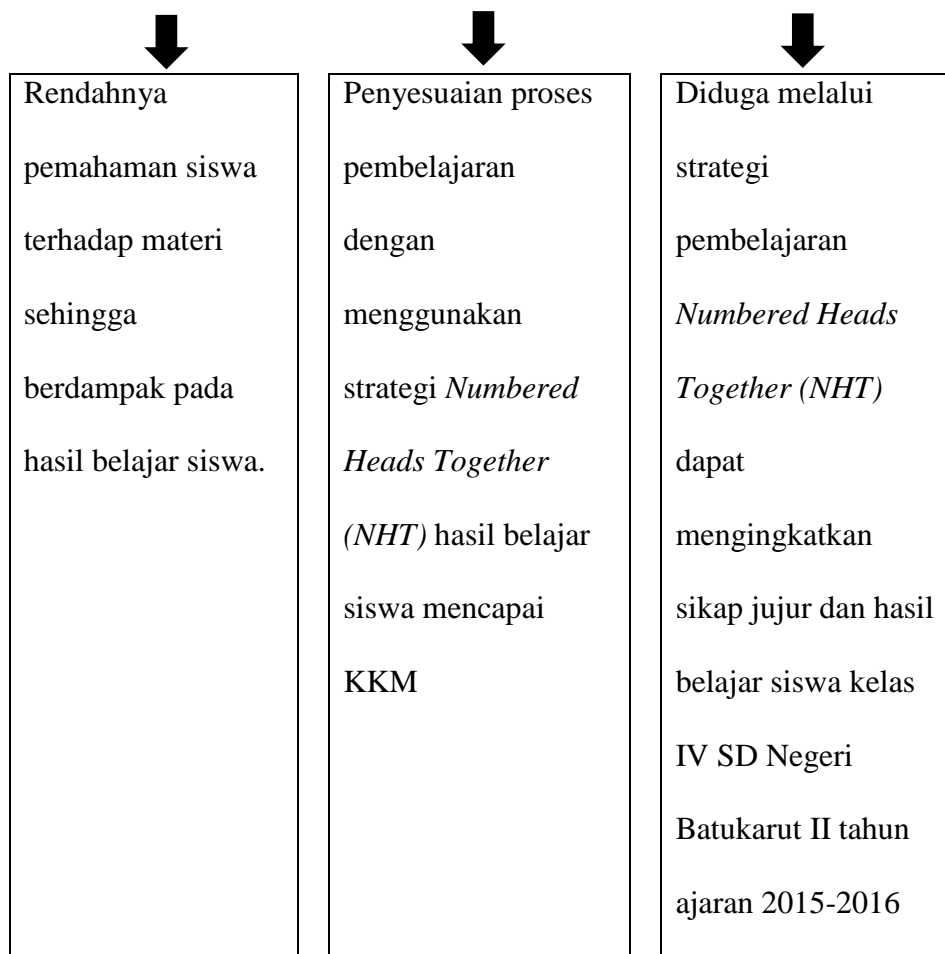 Rendahnya
pemahaman siswa
terhadap materi
sehingga
berdampak pada
hasil belajar siswa.
Penyesuaian proses
pembelajaran
dengan
menggunakan
strategi Numbered
Heads Together
(NHT) hasil belajar
siswa mencapai
KKM
Diduga melalui
strategi
pembelajaran
Numbered Heads
Together (NHT)
dapat
mengingkatkan
sikap jujur dan hasil
belajar siswa kelas
IV SD Negeri
Batukarut II tahun
ajaran 2015-2016